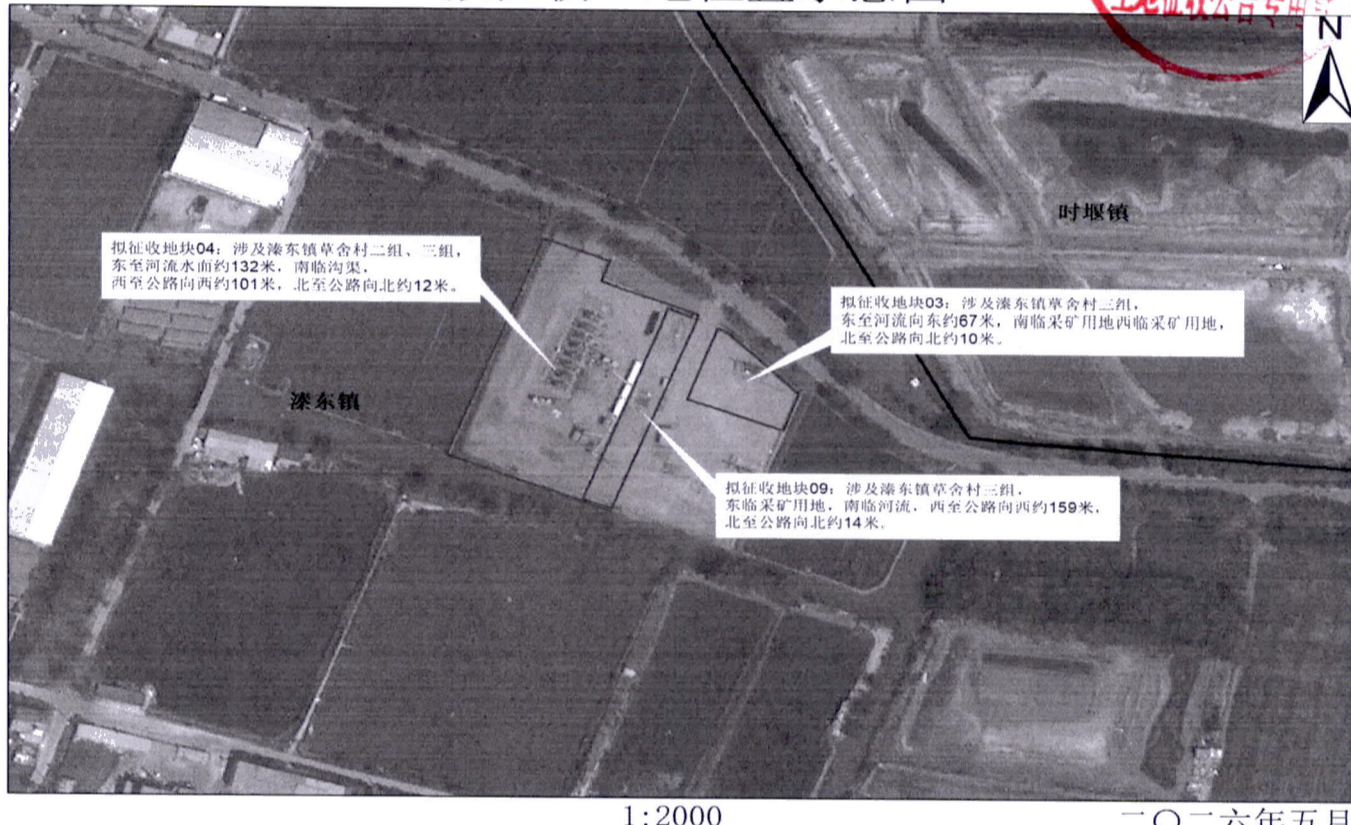 N
时堰镇
拟征收地块04：涉及溱东镇草舍村二组、三组，
东至河流水面约132米，南临沟渠，
西至公路向西约101米，北至公路向北约12米。
拟征收地块03：涉及溱东镇草舍村三组，
东至河流向东约67米，南临采矿用地西临采矿用地，
北至公路向北约10米。
溱东镇
拟征收地块09：涉及溱东镇草舍村三组，
东临采矿用地，南临河流，西至公路向西约159米，
北至公路向北约14米。
1:2000
二〇二六年五月